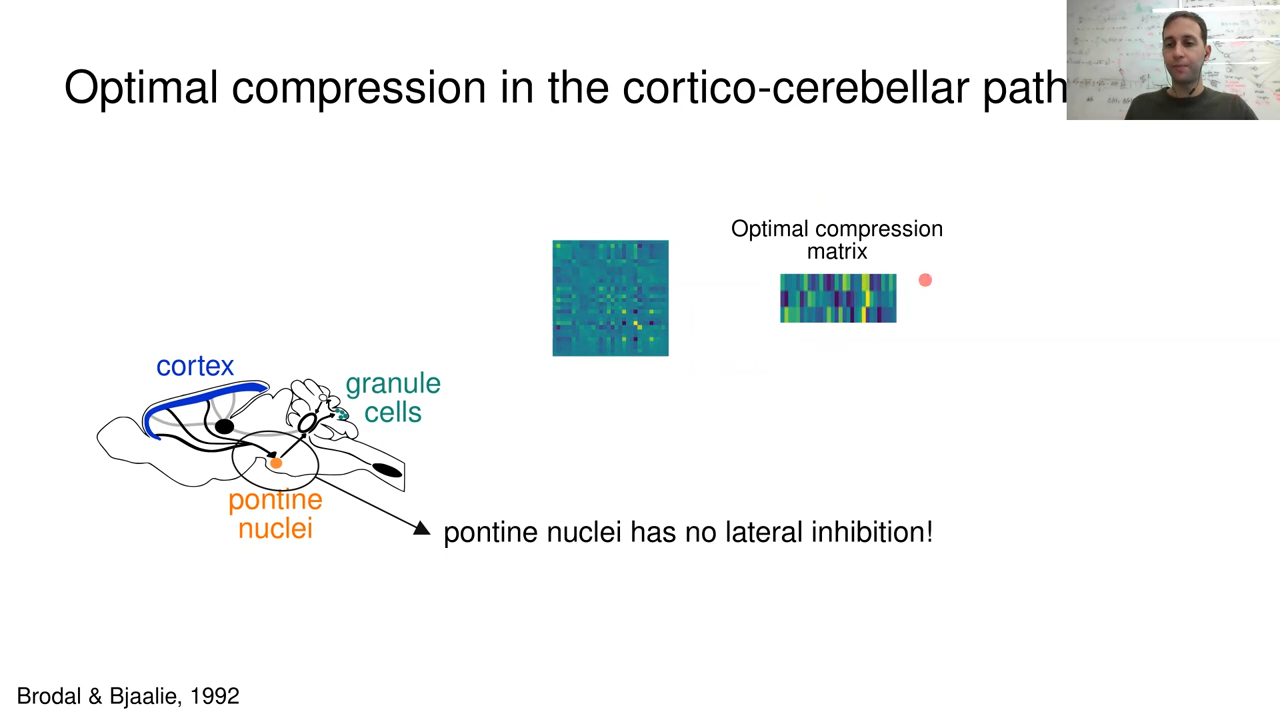 Optimal compression in the cortico-cerebellar path
Optimal compression
matrix
cortex
granule
cells
pontine
nuclei
pontine nuclei has no lateral inhibition!
Brodal & Bjaalie, 1992